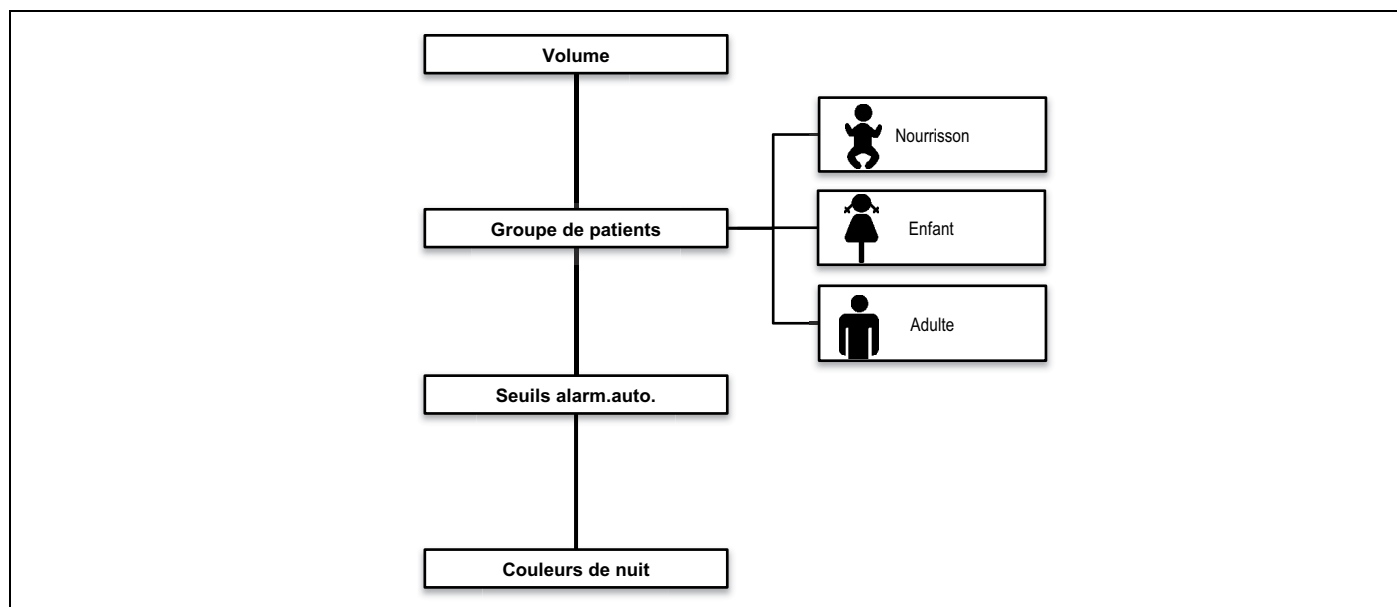 Volume
Nourrisson
Groupe de patients
Enfant
Adulte
Seuils alarm.auto.
Couleurs de nuit